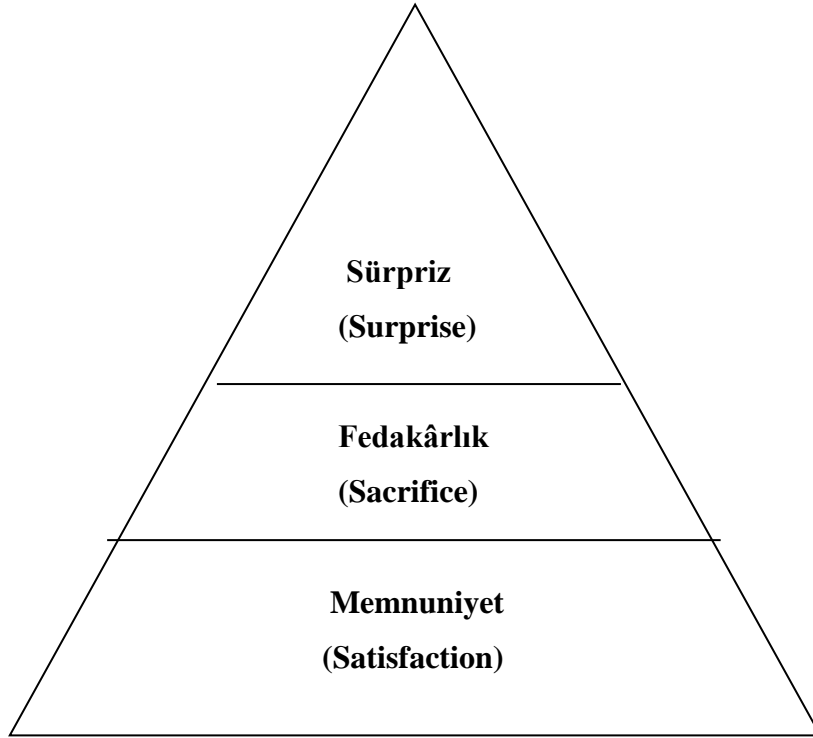 Sürpriz
(Surprise)
Fedakârlık
(Sacrifice)
Memnuniyet
(Satisfaction)